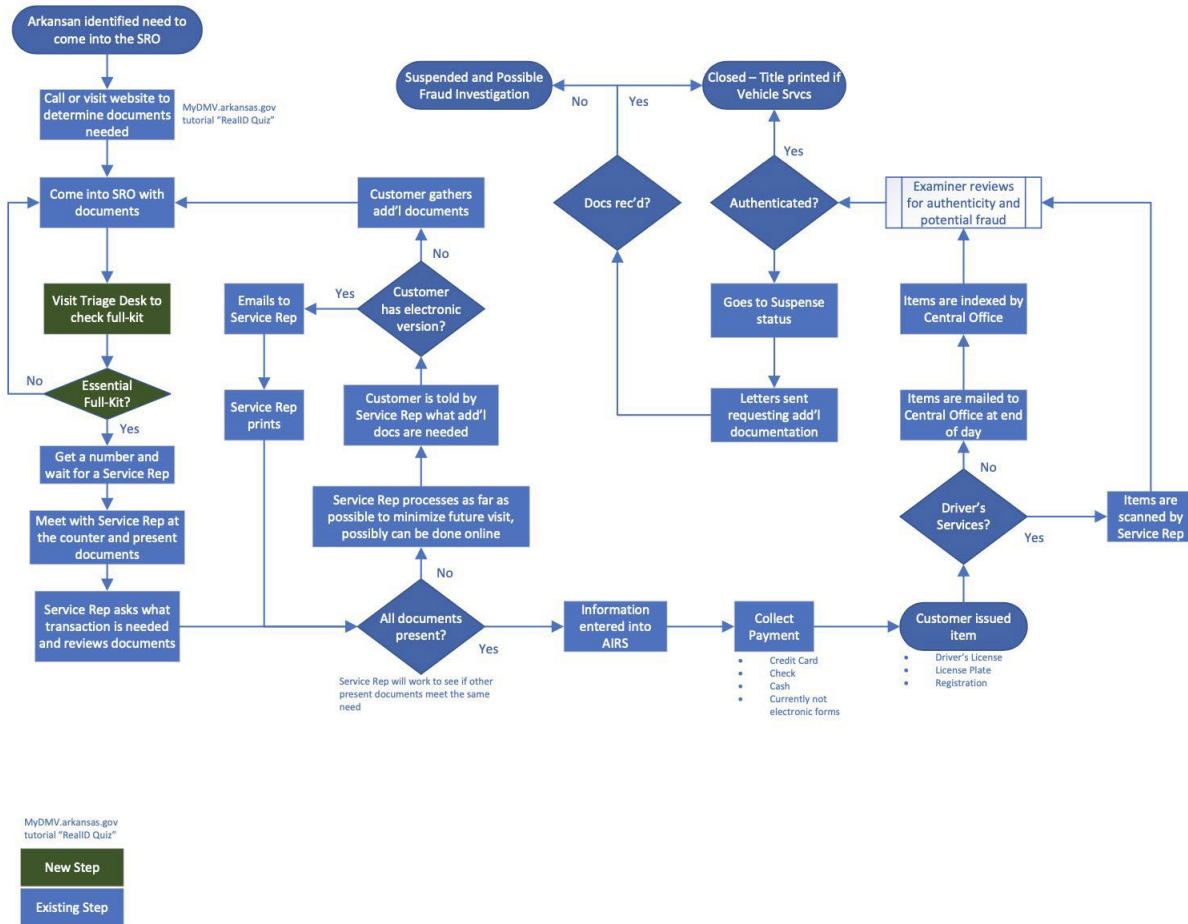 Arkansan identified need to
come into the SRO
Call or visit website to
determine documents
needed
MyDMV.arkansas.gov
tutorial "RealID Quiz"
Come into SRO with
documents
Visit Triage Desk to
check full-kit
Essential
Full-Kit?
No
Yes
Get a number and
wait for a Service Rep
Meet with Service Rep at
the counter and present
documents
Service Rep asks what
transaction is needed
and reviews documents
All documents
present?
Service Rep will work to see if other
present documents meet the same
need
No
Yes
Service Rep processes as far as
possible to minimize future visit,
possibly can be done online
Customer is told by
Service Rep what add'l
docs are needed
Customer
has electronic
version?
Yes
No
Emails to
Service Rep
Service Rep
prints
Customer gathers
add'l documents
Information
entered into
AIRS
Collect
Payment
• Credit Card
• Check
• Cash
• Currently not
electronic forms
Customer issued
item
• Driver's License
• License Plate
• Registration
Driver's
Services?
No
Yes
Items are
scanned by
Service Rep
Items are mailed to
Central Office at end
of day
Items are indexed by
Central Office
Examiner reviews
for authenticity and
potential fraud
Authenticated?
Yes
Closed – Title printed if
Vehicle Srvcs
Goes to Suspense
status
Letters sent
requesting add'l
documentation
Docs rec'd?
No
Yes
Suspended and Possible
Fraud Investigation
MyDMV.arkansas.gov
tutorial "RealID Quiz"
New Step
Existing Step